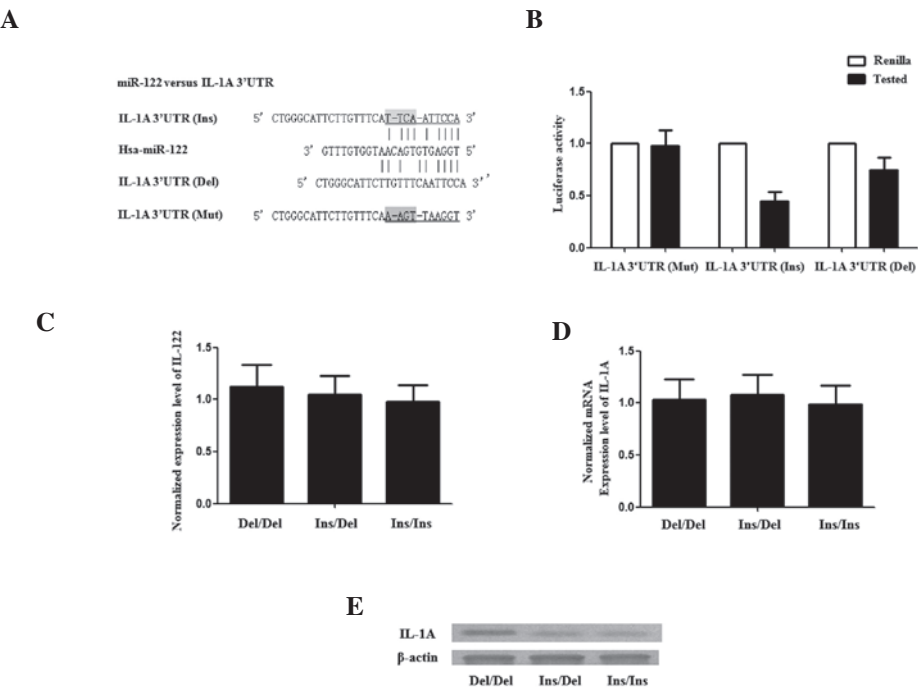 A
miR-122 versus IL-1A 3'UTR
IL-1A 3'UTR (Ins) 5' CTGGGCATTCTTGTTTCAT-TCA-ATTCCA 3'
Hsa-miR-122 3' GTTTGTGGTAACAGTGTGAGGT 5'
IL-1A 3'UTR (Del) 5' CTGGGCATTCTTGTTTCAATTCCA 3''
IL-1A 3'UTR (Mut) 5' CTGGGCATTCTTGTTTCAA-AGT-TAAGGT 3'
B
Renilla
Tested
Luciferase activity
1.5
1.0
0.5
0.0
IL-1A 3'UTR (Mut) IL-1A 3'UTR (Ins) IL-1A 3'UTR (Del)
C
Normalized expression level of IL-122
1.5
1.0
0.5
0.0
Del/Del Ins/Del Ins/Ins
D
Normalized mRNA
Expression level of IL-1A
1.5
1.0
0.5
0.0
Del/Del Ins/Del Ins/Ins
E
IL-1A
β-actin
Del/Del Ins/Del Ins/Ins